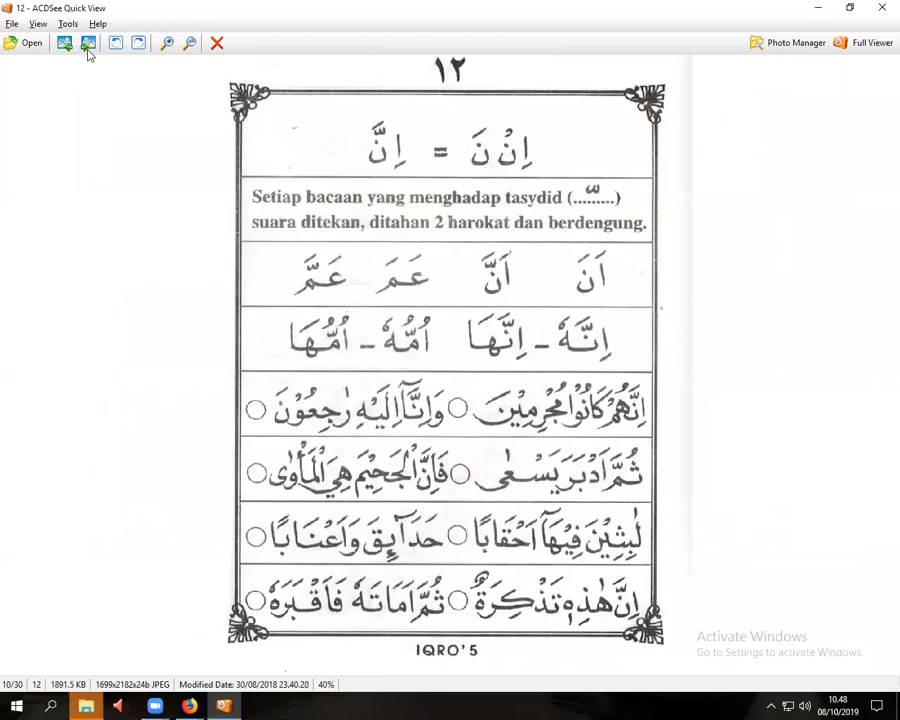 12 - ACDSee Quick View
File View Tools Help
Open
Photo Manager Full Viewer
١٢
اِنْ نَ = اِنَّ
Setiap bacaan yang menghadap tasydid (...ّ...)
suara ditekan, ditahan 2 harokat dan berdengung.
اَنَ اَنَّ عَمَ عَمَّ
اِنَّهٗ - اِنَّهَا اُمُّهٗ - اُمُّهَا
اِنَّهُمْ كَانُوْا مُجْرِمِيْنَ ○ وَاِنَّآ اِلَيْهِ رٰجِعُوْنَ ○
ثُمَّ اَدْبَرَ يَسْعٰى ○ فَاِنَّ الْجَحِيْمَ هِيَ الْمَأْوٰى ○
لٰبِثِيْنَ فِيْهَآ اَحْقَابًا ○ حَدَآئِقَ وَاَعْنَابًا ○
اِنَّ هٰذِهٖ تَذْكِرَةٌ ○ ثُمَّ اَمَاتَهٗ فَاَقْبَرَهٗ ○
IQRO'5
Activate Windows
Go to Settings to activate Windows.
10/30 12 1891.5 KB 1699x2182x24b JPEG Modified Date: 30/08/2018 23.40.20 40%
10.48
08/10/2019